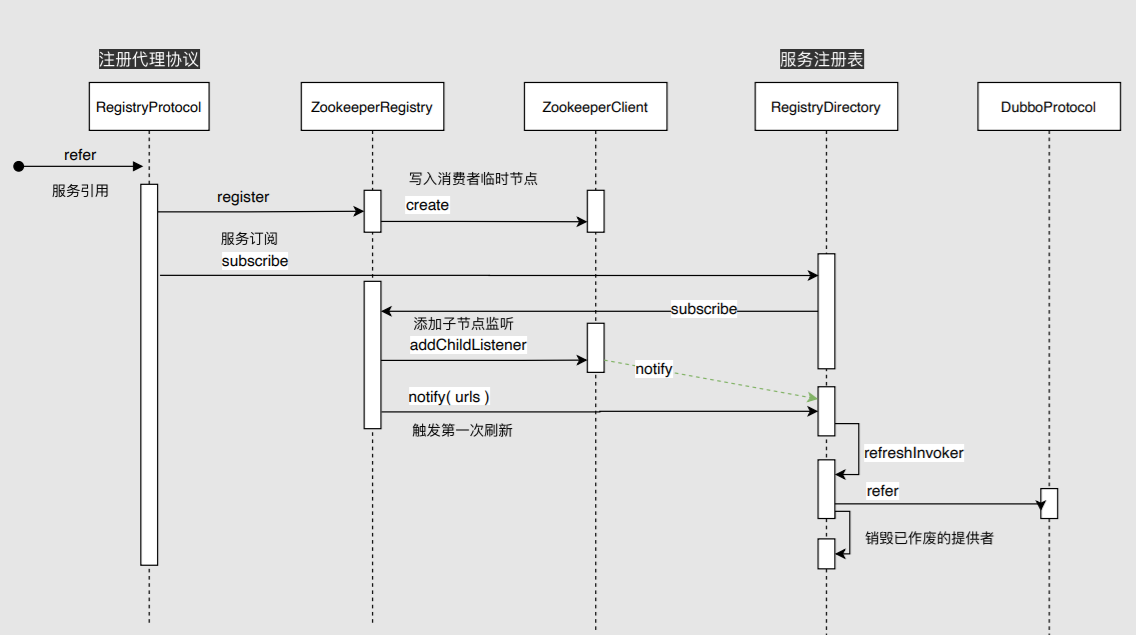 注册代理协议
服务注册表
RegistryProtocol
ZookeeperRegistry
ZookeeperClient
RegistryDirectory
DubboProtocol
refer
服务引用
写入消费者临时节点
register
create
服务订阅
subscribe
subscribe
添加子节点监听
addChildListener
notify
notify( urls )
触发第一次刷新
refreshInvoker
refer
销毁已作废的提供者